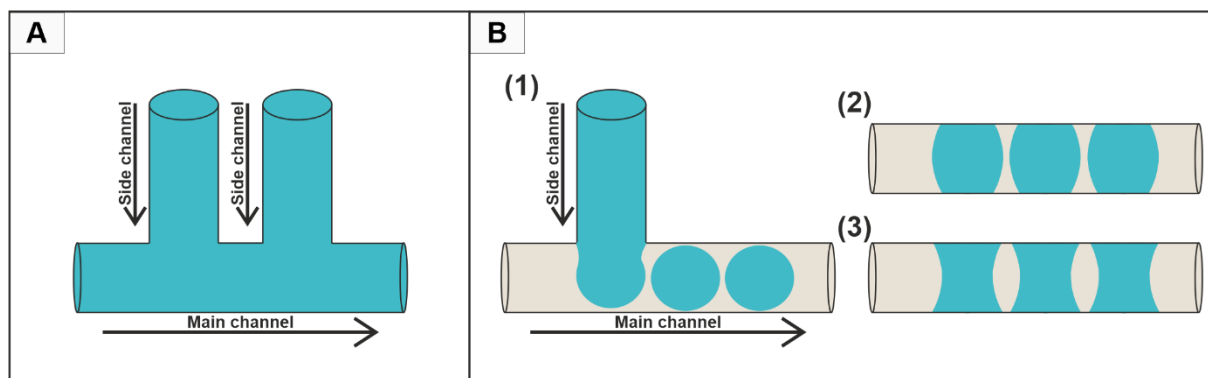 A
Side channel
Side channel
Main channel
B
(1)
Side channel
Main channel
(2)
(3)